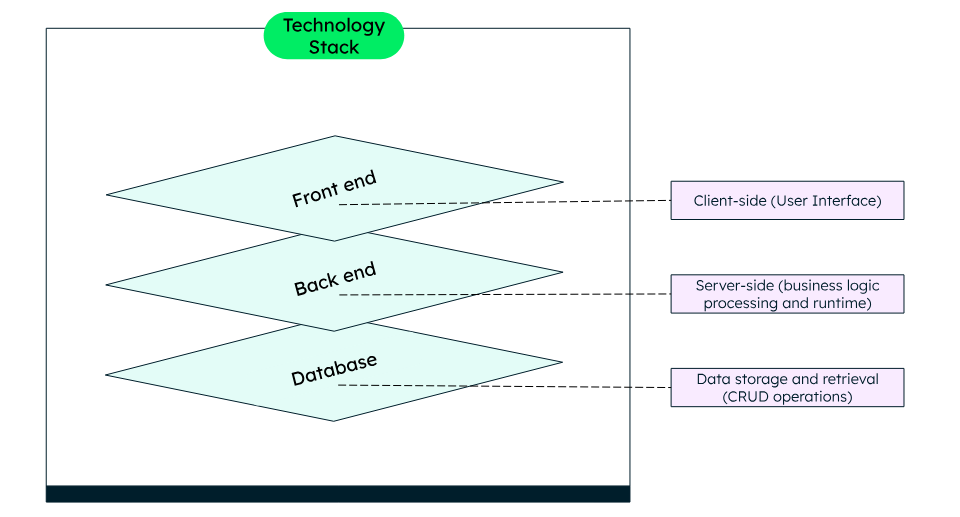 Technology
Stack
Front end
Client-side (User Interface)
Back end
Server-side (business logic
processing and runtime)
Database
Data storage and retrieval
(CRUD operations)